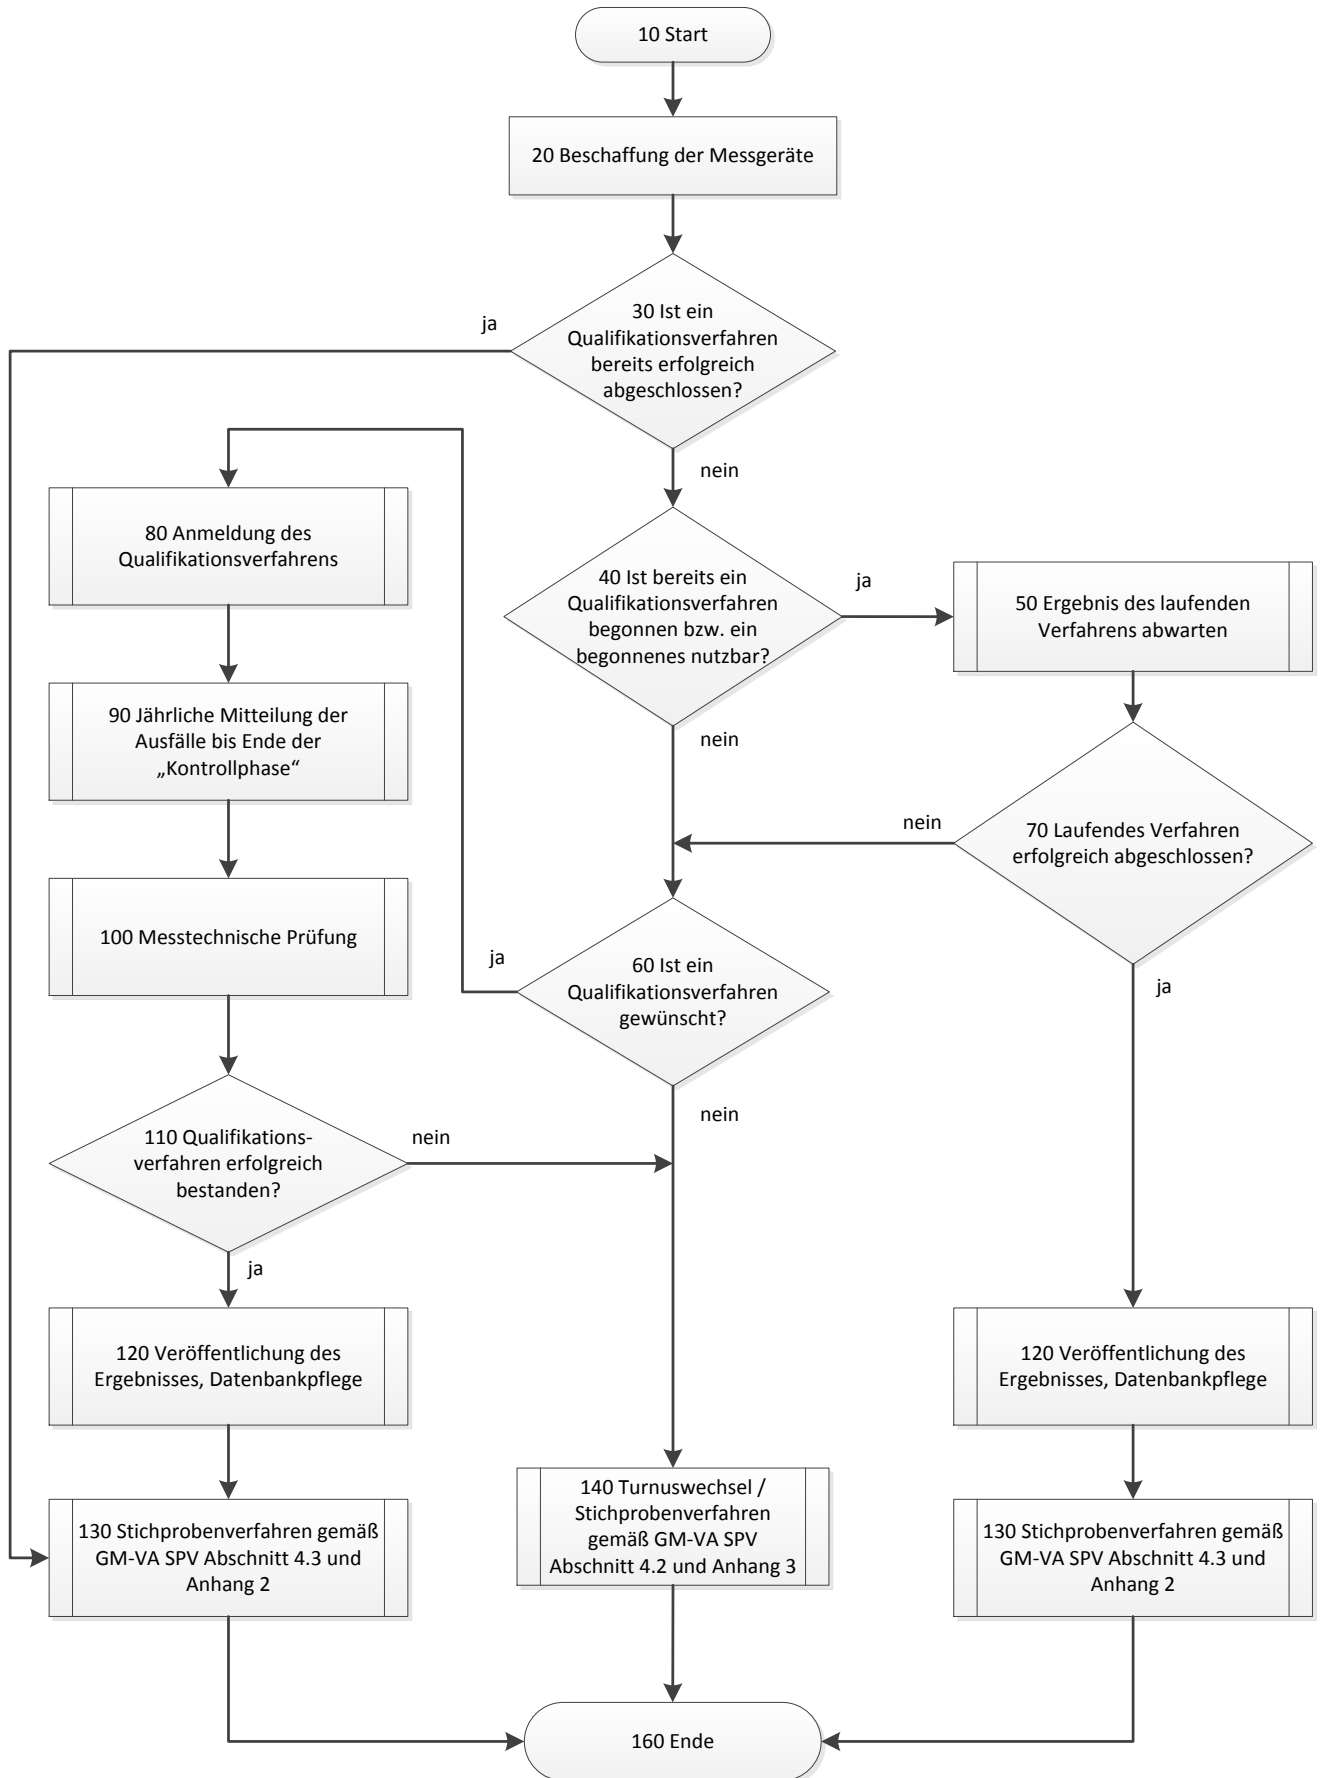 10 Start
20 Beschaffung der Messgeräte
30 Ist ein
Qualifikationsverfahren
bereits erfolgreich
abgeschlossen?
ja
nein
80 Anmeldung des
Qualifikationsverfahrens
40 Ist bereits ein
Qualifikationsverfahren
begonnen bzw. ein
begonnenes nutzbar?
ja
50 Ergebnis des laufenden
Verfahrens abwarten
90 Jährliche Mitteilung der
Ausfälle bis Ende der
„Kontrollphase“
nein
70 Laufendes Verfahren
erfolgreich abgeschlossen?
nein
ja
100 Messtechnische Prüfung
60 Ist ein
Qualifikationsverfahren
gewünscht?
ja
nein
110 Qualifikations-
verfahren erfolgreich
bestanden?
nein
ja
120 Veröffentlichung des
Ergebnisses, Datenbankpflege
120 Veröffentlichung des
Ergebnisses, Datenbankpflege
130 Stichprobenverfahren gemäß
GM-VA SPV Abschnitt 4.3 und
Anhang 2
140 Turnuswechsel /
Stichprobenverfahren
gemäß GM-VA SPV
Abschnitt 4.2 und Anhang 3
130 Stichprobenverfahren gemäß
GM-VA SPV Abschnitt 4.3 und
Anhang 2
160 Ende